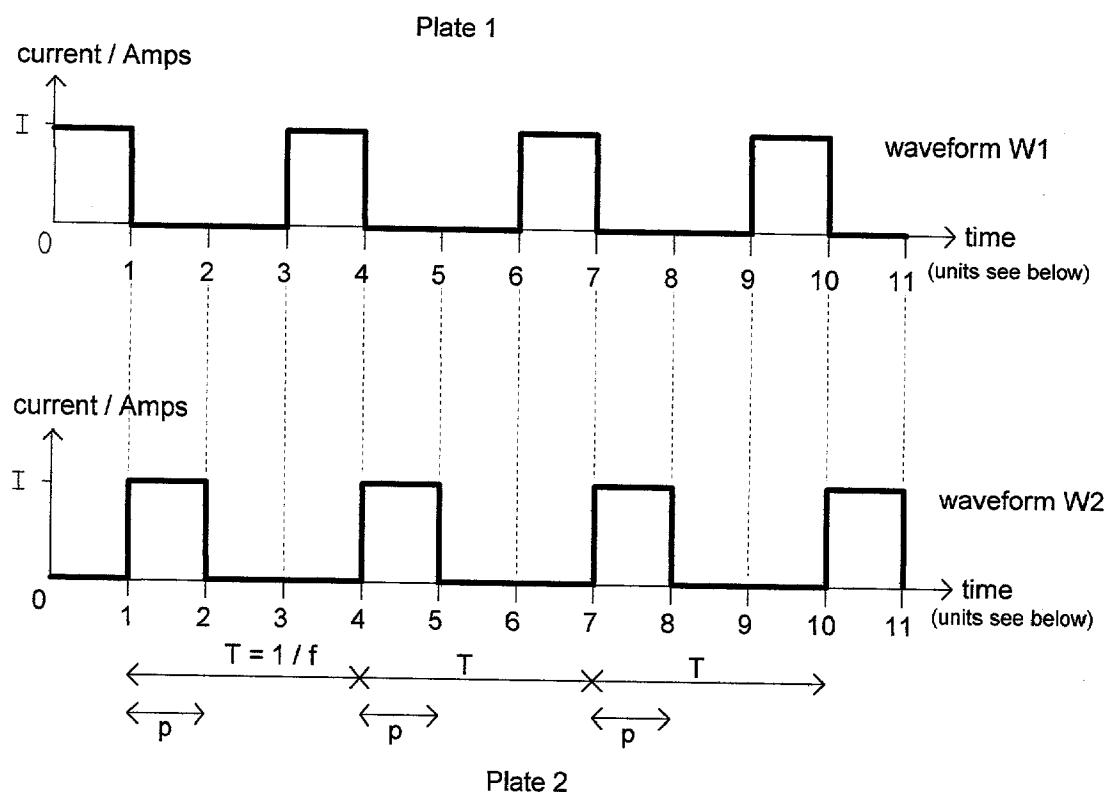 Plate 1
current / Amps
I
waveform W1
0
time
1 2 3 4 5 6 7 8 9 10 11 (units see below)
current / Amps
I
waveform W2
0
time
1 2 3 4 5 6 7 8 9 10 11 (units see below)
T = 1 / f T T
p p p
Plate 2